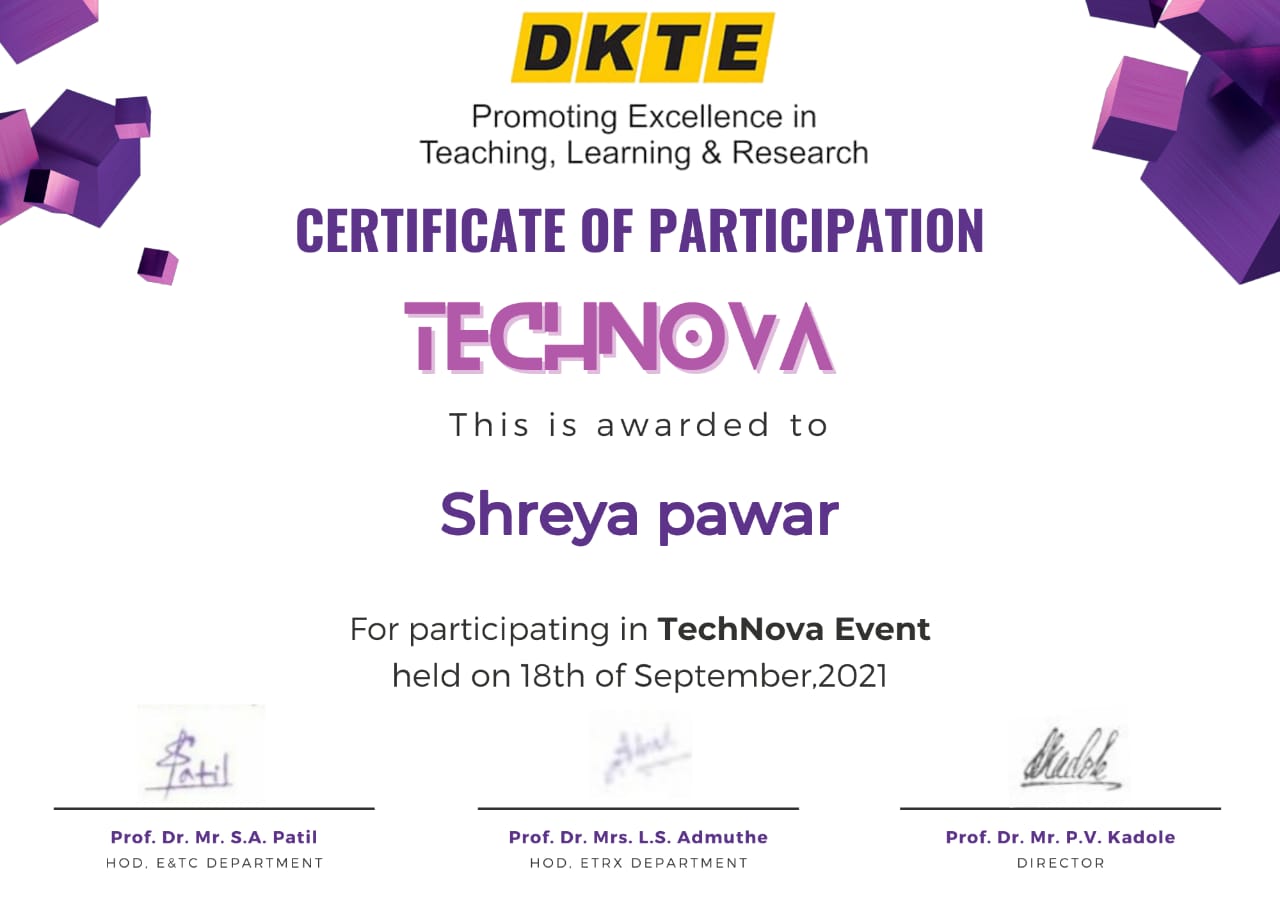 DKTE
Promoting Excellence in
Teaching, Learning & Research
CERTIFICATE OF PARTICIPATION
TECHNOVA
This is awarded to
Shreya pawar
For participating in TechNova Event
held on 18th of September,2021
SPatil
Kadole
Prof. Dr. Mr. S.A. Patil
Prof. Dr. Mrs. L.S. Admuthe
Prof. Dr. Mr. P.V. Kadole
HOD, E&TC DEPARTMENT
HOD, ETRX DEPARTMENT
DIRECTOR